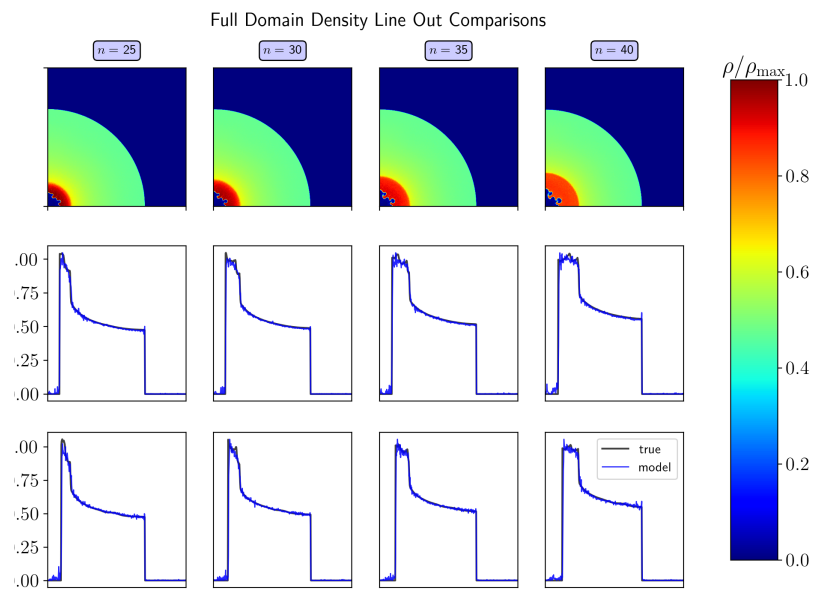 Full Domain Density Line Out Comparisons
n = 25
n = 30
n = 35
n = 40
ρ/ρmax
1.0
0.8
0.6
0.4
0.2
0.0
.00
.75
.50
.25
.00
.00
.75
.50
.25
.00
true
model